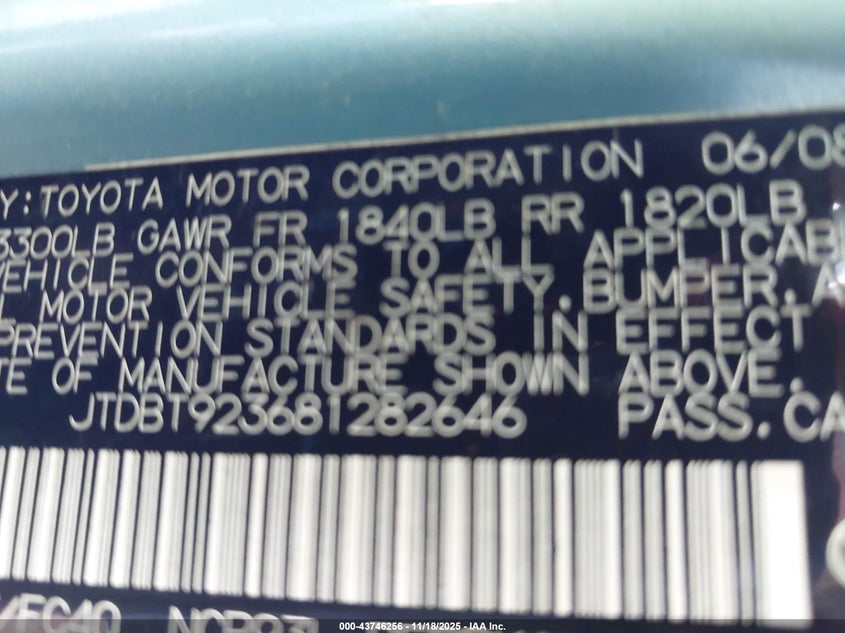 Y:TOYOTA MOTOR CORPORATION 06/08
3300LB GAWR FR 1840LB RR 1820LB
VEHICLE CONFORMS TO ALL APPLICAB
L MOTOR VEHICLE SAFETY,BUMPER,A
PREVENTION STANDARDS IN EFFECT
TE OF MANUFACTURE SHOWN ABOVE.
JTDBT923681282646 PASS.CA
NCP93
000-43746256 - 11/18/2025 - IAA Inc.